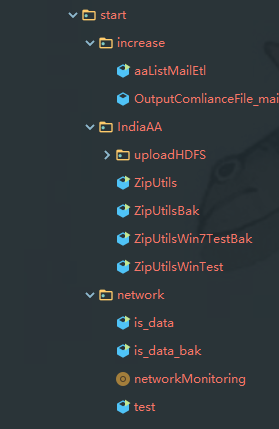 start
increase
aaListMailEtl
OutputComlianceFile_mai
IndiaAA
uploadHDFS
ZipUtils
ZipUtilsBak
ZipUtilsWin7TestBak
ZipUtilsWinTest
network
is_data
is_data_bak
networkMonitoring
test